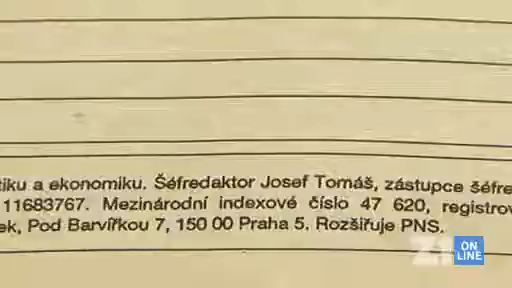 tiku a ekonomiku. Šéfredaktor Josef Tomáš, zástupce šéfre
11683767. Mezinárodní indexové číslo 47 620, registrov
ek, Pod Barvířkou 7, 150 00 Praha 5. Rozšiřuje PNS.
Z1 ON
LINE